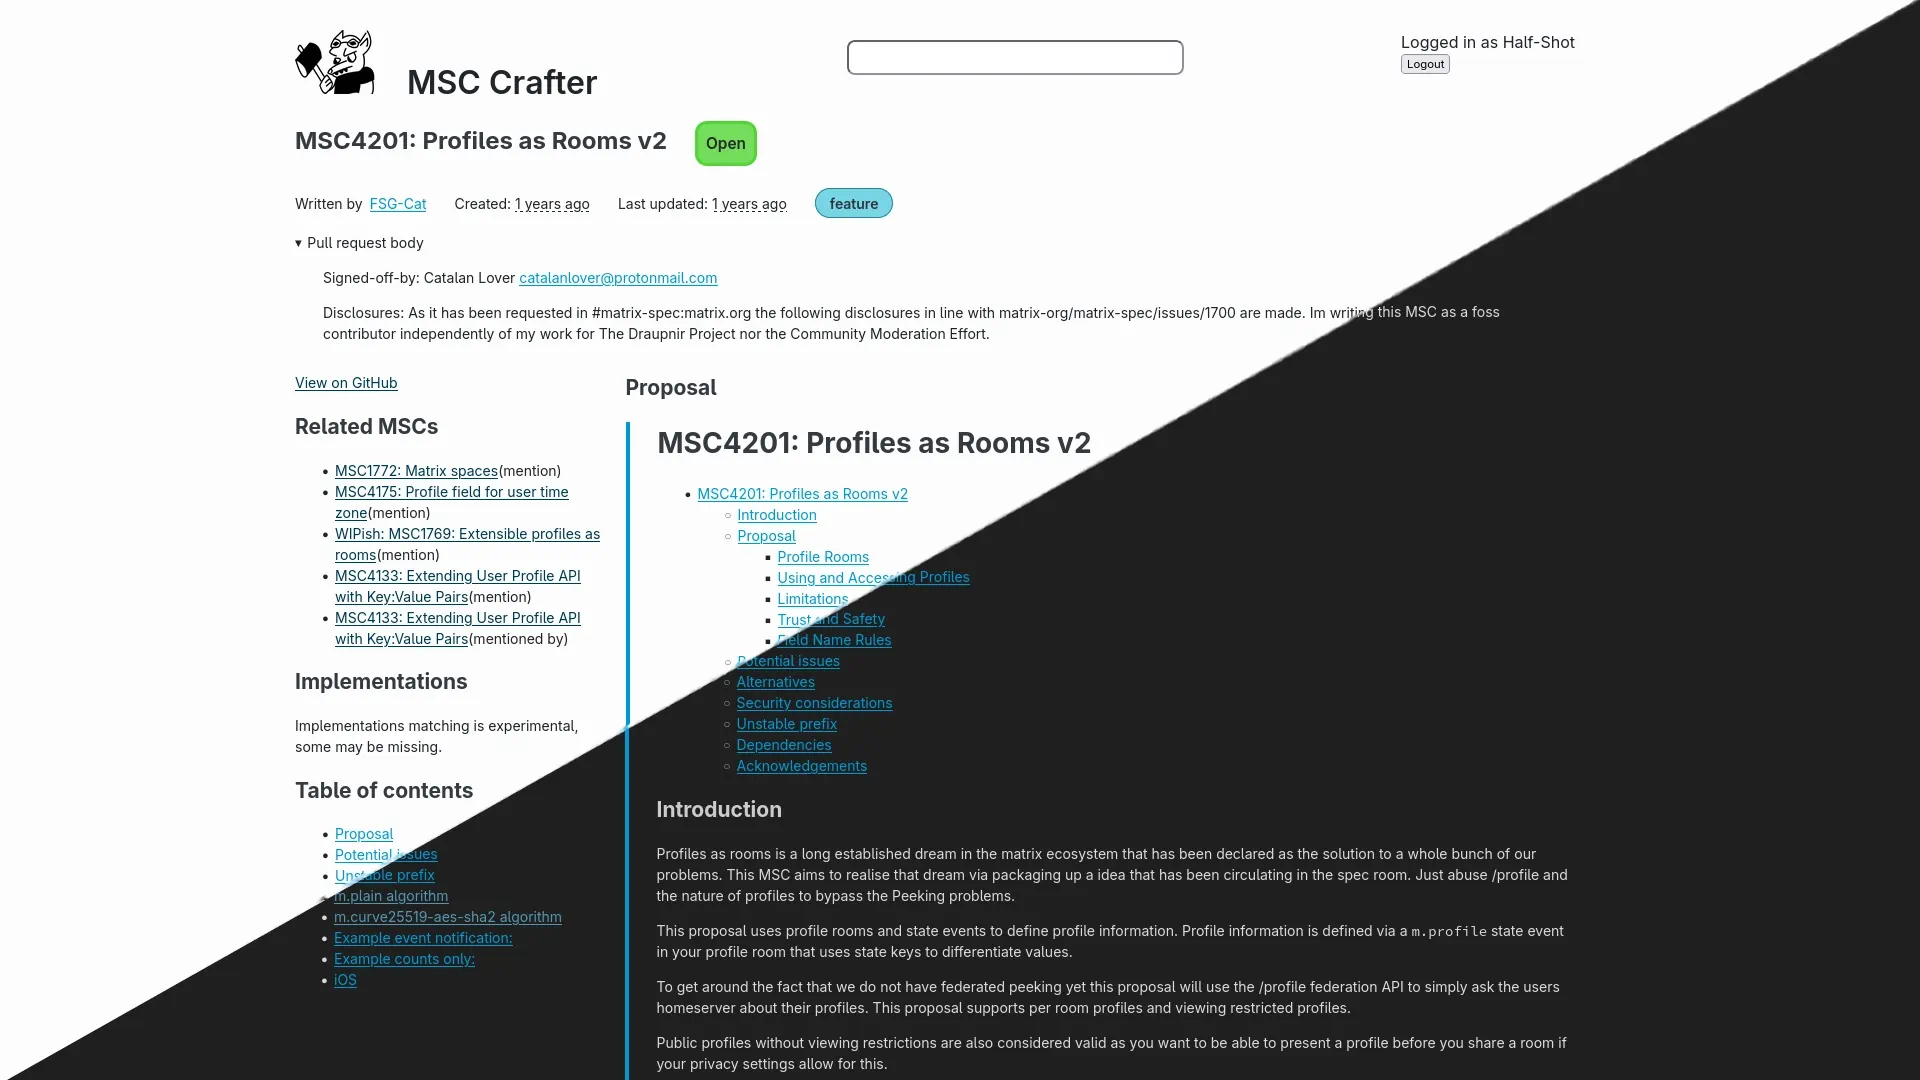 MSC Crafter
Logged in as Half-Shot
Logout
MSC4201: Profiles as Rooms v2
Open
Written by FSG-Cat Created: 1 years ago Last updated: 1 years ago feature
▾ Pull request body
Signed-off-by: Catalan Lover catalanlover@protonmail.com
Disclosures: As it has been requested in #matrix-spec:matrix.org the following disclosures in line with matrix-org/matrix-spec/issues/1700 are made. Im writing this MSC as a foss
contributor independently of my work for The Draupnir Project nor the Community Moderation Effort.
View on GitHub
Related MSCs
• MSC1772: Matrix spaces(mention)
• MSC4175: Profile field for user time
zone(mention)
• WIPish: MSC1769: Extensible profiles as
rooms(mention)
• MSC4133: Extending User Profile API
with Key:Value Pairs(mention)
• MSC4133: Extending User Profile API
with Key:Value Pairs(mentioned by)
Implementations
Implementations matching is experimental,
some may be missing.
Table of contents
• Proposal
• Potential issues
• Unstable prefix
• m.plain algorithm
• m.curve25519-aes-sha2 algorithm
• Example event notification:
• Example counts only:
• iOS
Proposal
MSC4201: Profiles as Rooms v2
• MSC4201: Profiles as Rooms v2
○ Introduction
○ Proposal
▪ Profile Rooms
▪ Using and Accessing Profiles
▪ Limitations
▪ Trust and Safety
▪ Field Name Rules
○ Potential issues
○ Alternatives
○ Security considerations
○ Unstable prefix
○ Dependencies
○ Acknowledgements
Introduction
Profiles as rooms is a long established dream in the matrix ecosystem that has been declared as the solution to a whole bunch of our
problems. This MSC aims to realise that dream via packaging up a idea that has been circulating in the spec room. Just abuse /profile and
the nature of profiles to bypass the Peeking problems.
This proposal uses profile rooms and state events to define profile information. Profile information is defined via a m.profile state event
in your profile room that uses state keys to differentiate values.
To get around the fact that we do not have federated peeking yet this proposal will use the /profile federation API to simply ask the users
homeserver about their profiles. This proposal supports per room profiles and viewing restricted profiles.
Public profiles without viewing restrictions are also considered valid as you want to be able to present a profile before you share a room if
your privacy settings allow for this.